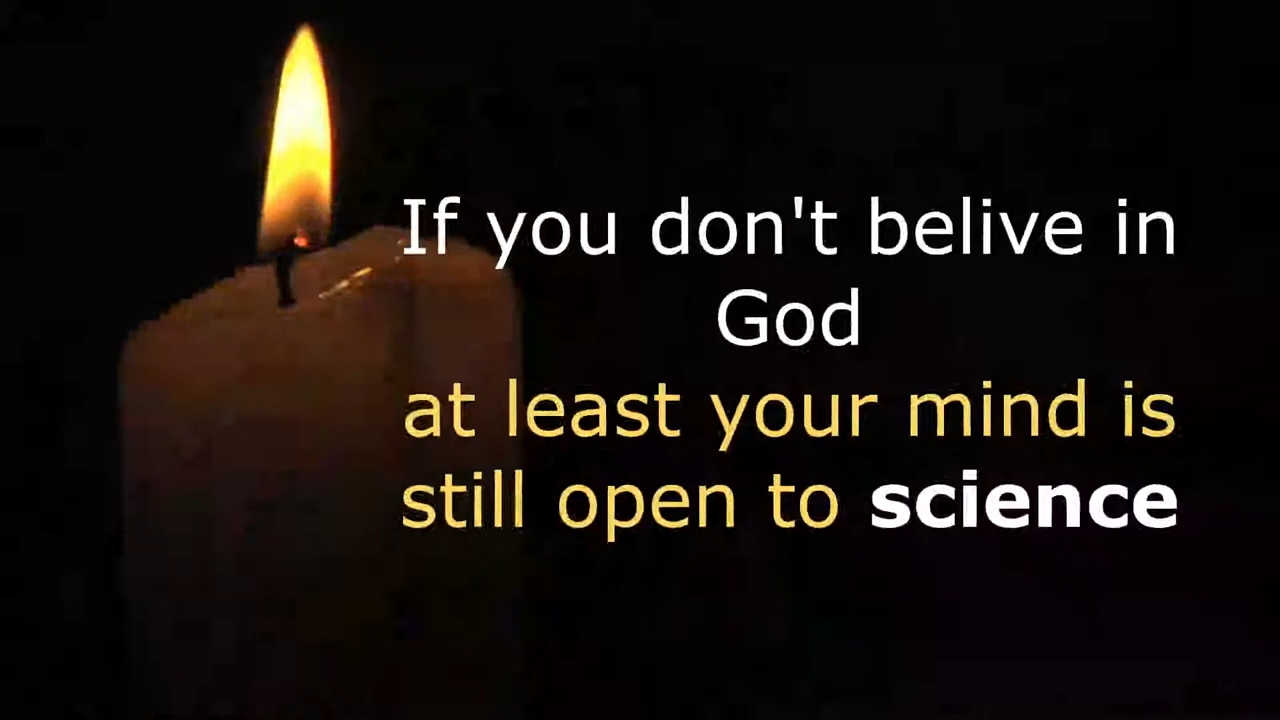 If you don't belive in
God
at least your mind is
still open to science